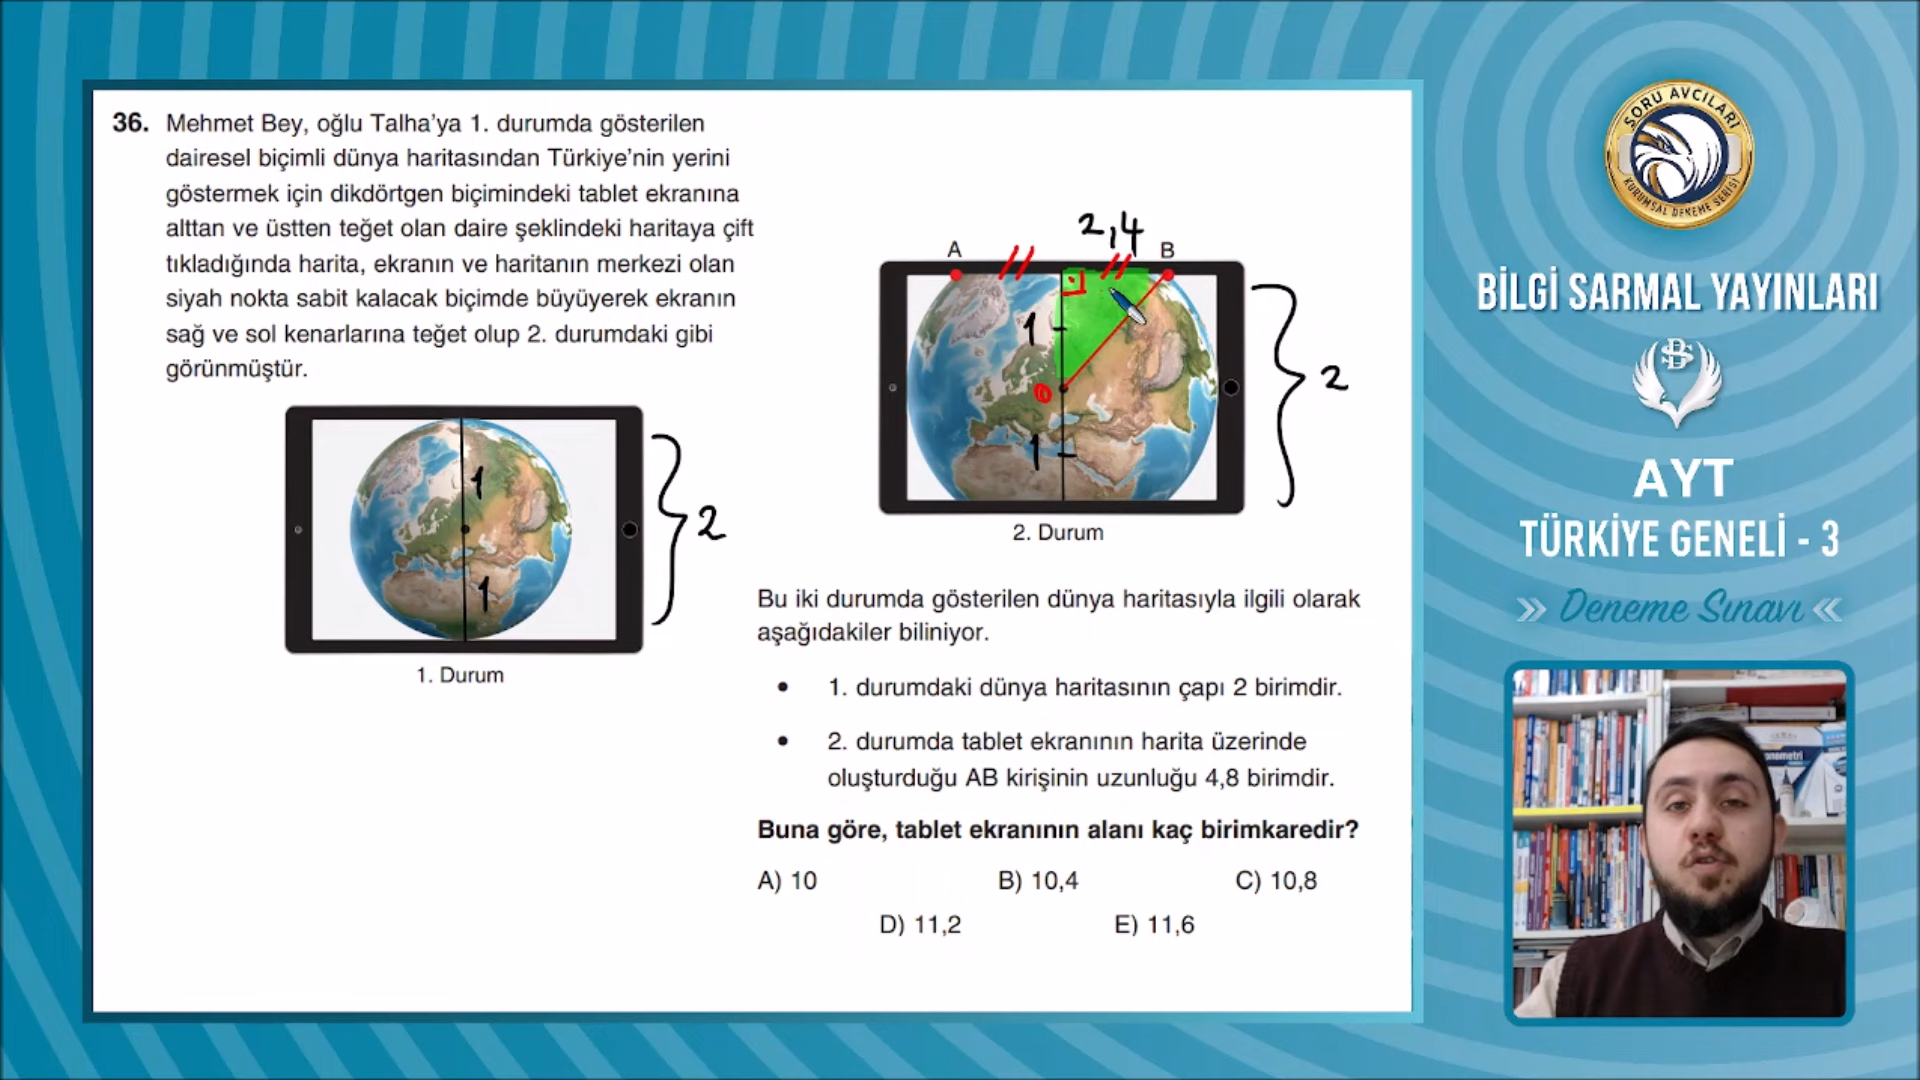 36. Mehmet Bey, oğlu Talha'ya 1. durumda gösterilen
dairesel biçimli dünya haritasından Türkiye'nin yerini
göstermek için dikdörtgen biçimindeki tablet ekranına
alttan ve üstten teğet olan daire şeklindeki haritaya çift
tıkladığında harita, ekranın ve haritanın merkezi olan
siyah nokta sabit kalacak biçimde büyüyerek ekranın
sağ ve sol kenarlarına teğet olup 2. durumdaki gibi
görünmüştür.
1
1
2
1. Durum
2,4
A
B
1
O
1
2
2. Durum
Bu iki durumda gösterilen dünya haritasıyla ilgili olarak
aşağıdakiler biliniyor.
• 1. durumdaki dünya haritasının çapı 2 birimdir.
• 2. durumda tablet ekranının harita üzerinde
oluşturduğu AB kirişinin uzunluğu 4,8 birimdir.
Buna göre, tablet ekranının alanı kaç birimkaredir?
A) 10 B) 10,4 C) 10,8
D) 11,2 E) 11,6
SORU AVCILARI
KURUMSAL DENEME SERİSİ
BİLGİ SARMAL YAYINLARI
BS
AYT
TÜRKİYE GENELİ - 3
Deneme Sınavı